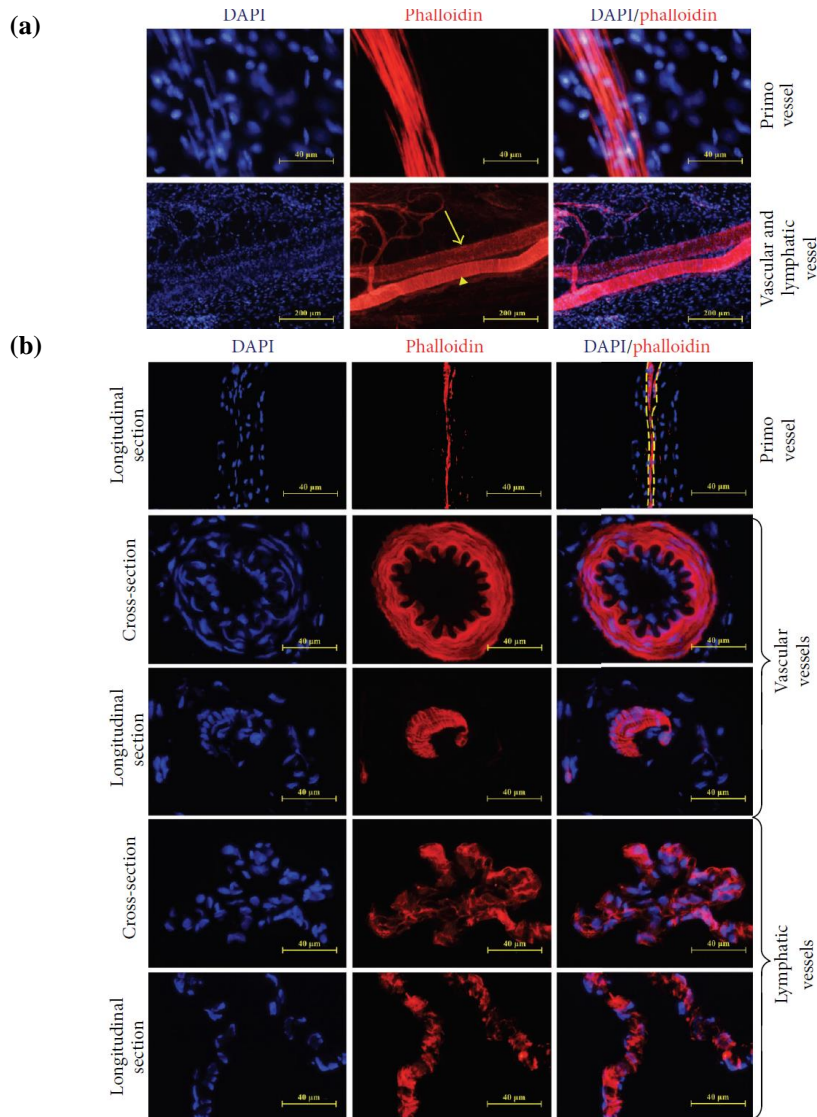 (a)
DAPI
Phalloidin
DAPI/phalloidin
40 μm
40 μm
40 μm
Primo
vessel
200 μm
200 μm
200 μm
Vascular and
lymphatic
vessel
(b)
DAPI
Phalloidin
DAPI/phalloidin
Longitudinal
section
40 μm
40 μm
40 μm
Primo
vessel
Cross-section
40 μm
40 μm
40 μm
Longitudinal
section
40 μm
40 μm
40 μm
Vascular
vessels
Cross-section
40 μm
40 μm
40 μm
Longitudinal
section
40 μm
40 μm
40 μm
Lymphatic
vessels